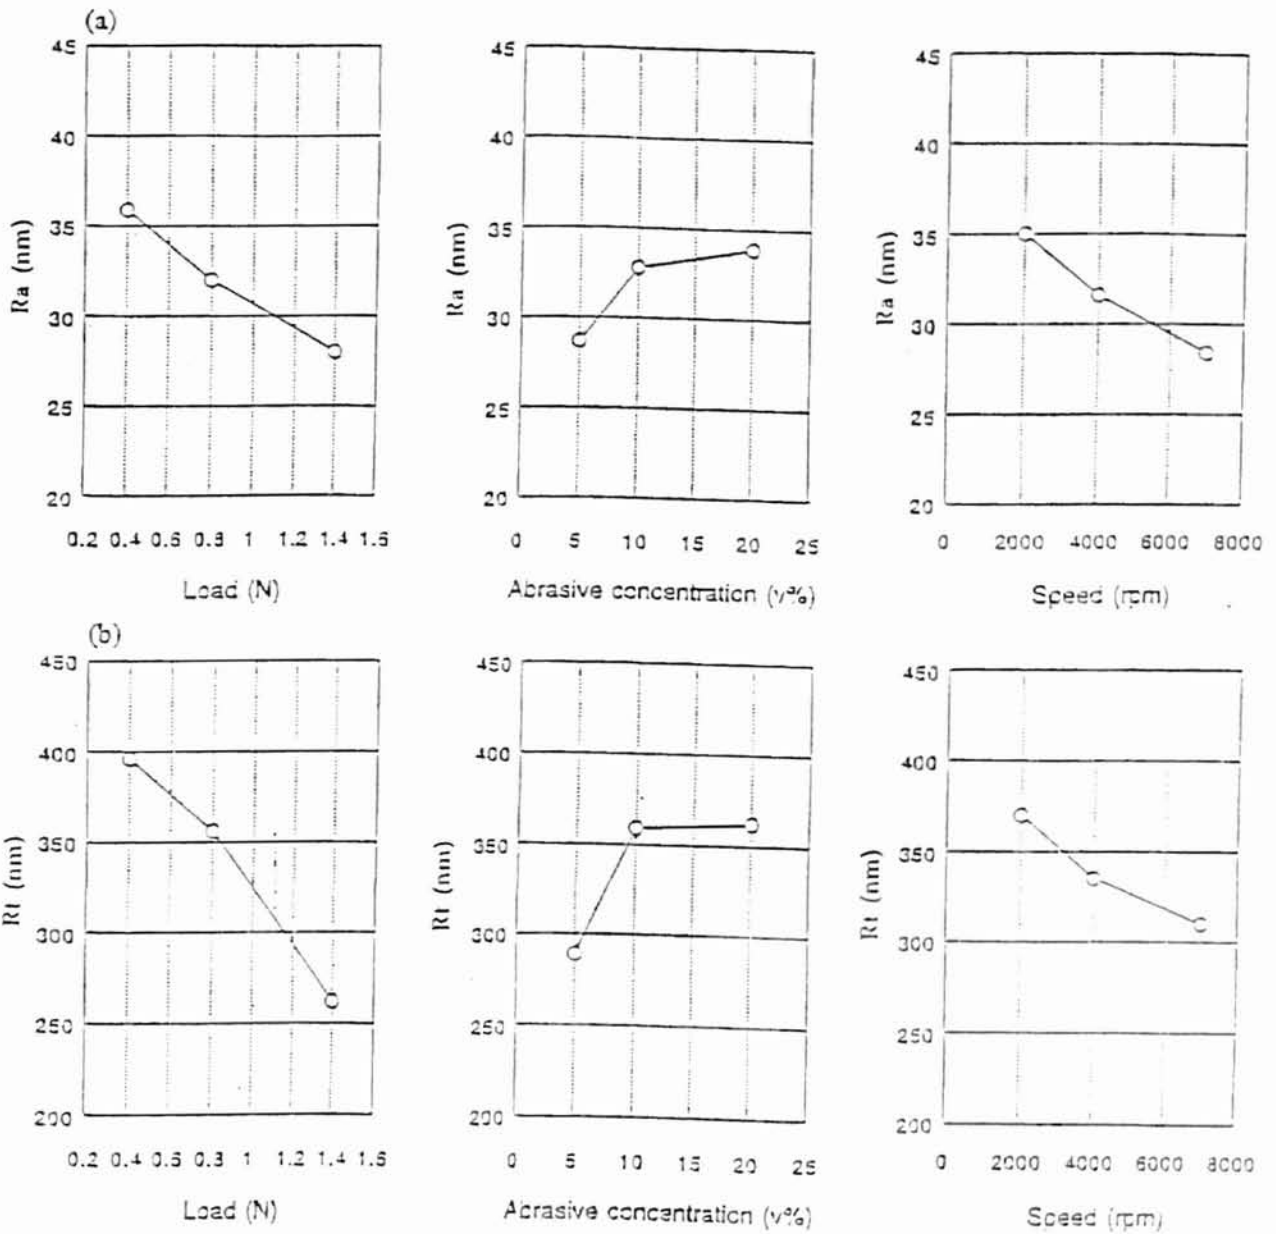 (a)
45
40
35
30
25
20
Ra (nm)
0.2 0.4 0.6 0.8 1 1.2 1.4 1.6
Load (N)
45
40
35
30
25
20
Ra (nm)
0 5 10 15 20 25
Abrasive concentration (v%)
45
40
35
30
25
20
Ra (nm)
0 2000 4000 6000 8000
Speed (rpm)
(b)
450
400
350
300
250
200
Rt (nm)
0.2 0.4 0.6 0.8 1 1.2 1.4 1.6
Load (N)
450
400
350
300
250
200
Rt (nm)
0 5 10 15 20 25
Abrasive concentration (v%)
450
400
350
300
250
200
Rt (nm)
0 2000 4000 6000 8000
Speed (rpm)